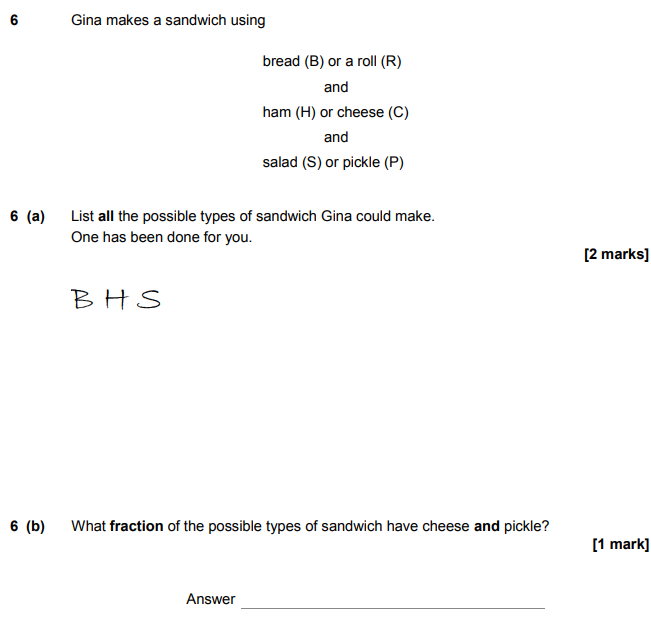 6 Gina makes a sandwich using
bread (B) or a roll (R)
and
ham (H) or cheese (C)
and
salad (S) or pickle (P)
6 (a) List all the possible types of sandwich Gina could make.
One has been done for you.
[2 marks]
B H S
6 (b) What fraction of the possible types of sandwich have cheese and pickle?
[1 mark]
Answer